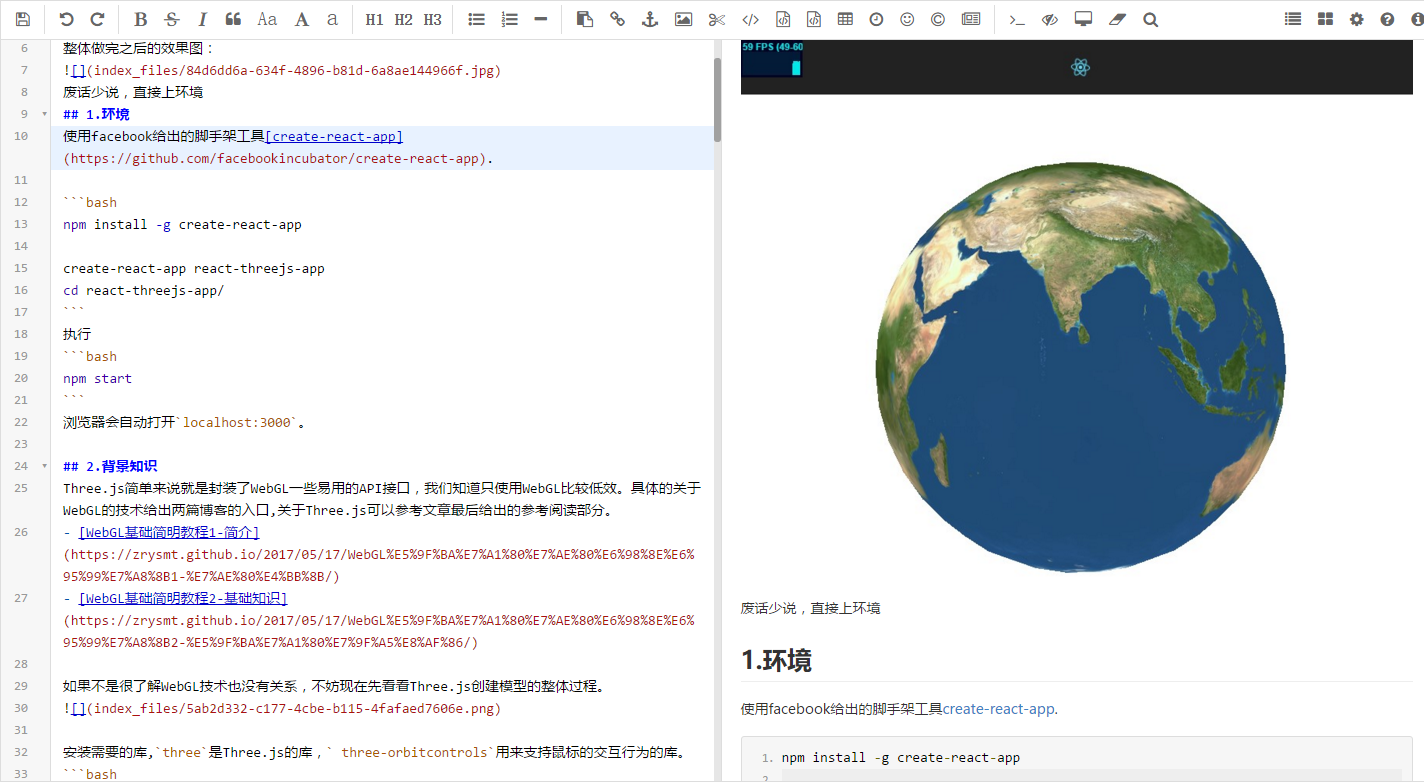 B S I Aa A a H1 H2 H3
6 整体做完之后的效果图：
7 ![](index_files/84d6dd6a-634f-4896-b81d-6a8ae144966f.jpg)
8 废话少说，直接上环境
9 ## 1.环境
10 使用facebook给出的脚手架工具[create-react-app]
(https://github.com/facebookincubator/create-react-app).
11
12 ```bash
13 npm install -g create-react-app
14
15 create-react-app react-threejs-app
16 cd react-threejs-app/
17 ```
18 执行
19 ```bash
20 npm start
21 ```
22 浏览器会自动打开`localhost:3000`。
23
24 ## 2.背景知识
25 Three.js简单来说就是封装了WebGL一些易用的API接口，我们知道只使用WebGL比较低效。具体的关于
WebGL的技术给出两篇博客的入口,关于Three.js可以参考文章最后给出的参考阅读部分。
26 - [WebGL基础简明教程1-简介]
(https://zrysmt.github.io/2017/05/17/WebGL%E5%9F%BA%E7%A1%80%E7%AE%80%E6%98%8E%E6%
95%99%E7%A8%8B1-%E7%AE%80%E4%BB%8B/)
27 - [WebGL基础简明教程2-基础知识]
(https://zrysmt.github.io/2017/05/17/WebGL%E5%9F%BA%E7%A1%80%E7%AE%80%E6%98%8E%E6%
95%99%E7%A8%8B2-%E5%9F%BA%E7%A1%80%E7%9F%A5%E8%AF%86/)
28
29 如果不是很了解WebGL技术也没有关系，不妨现在先看看Three.js创建模型的整体过程。
30 ![](index_files/5ab2d332-c177-4cbe-b115-4fafaed7606e.png)
31
32 安装需要的库,`three`是Three.js的库，` three-orbitcontrols`用来支持鼠标的交互行为的库。
33 ```bash
59 FPS (49-60
废话少说，直接上环境
1.环境
使用facebook给出的脚手架工具create-react-app.
1. npm install -g create-react-app
2.